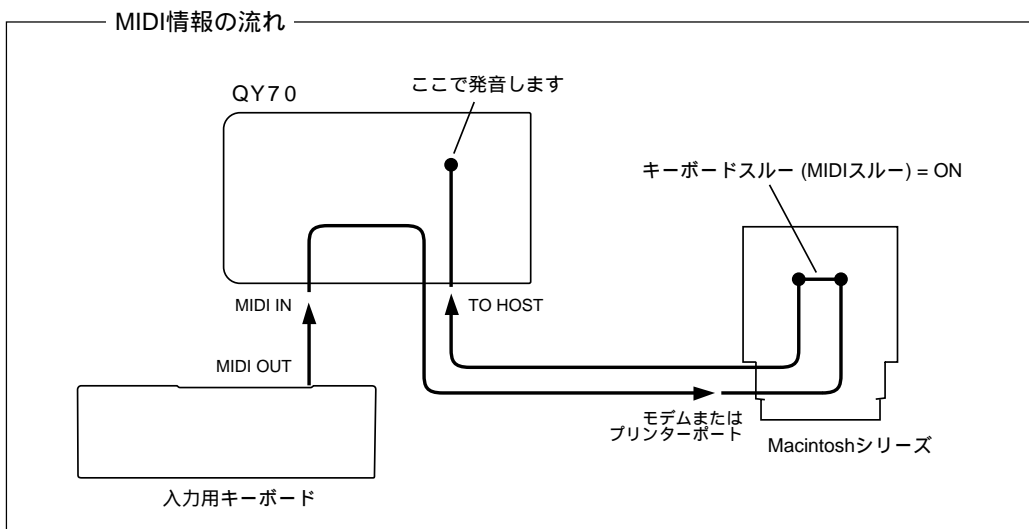 MIDI情報の流れ
ここで発音します
QY70
キーボードスルー (MIDIスルー) = ON
MIDI IN
TO HOST
MIDI OUT
モデムまたは
プリンターポート
Macintoshシリーズ
入力用キーボード